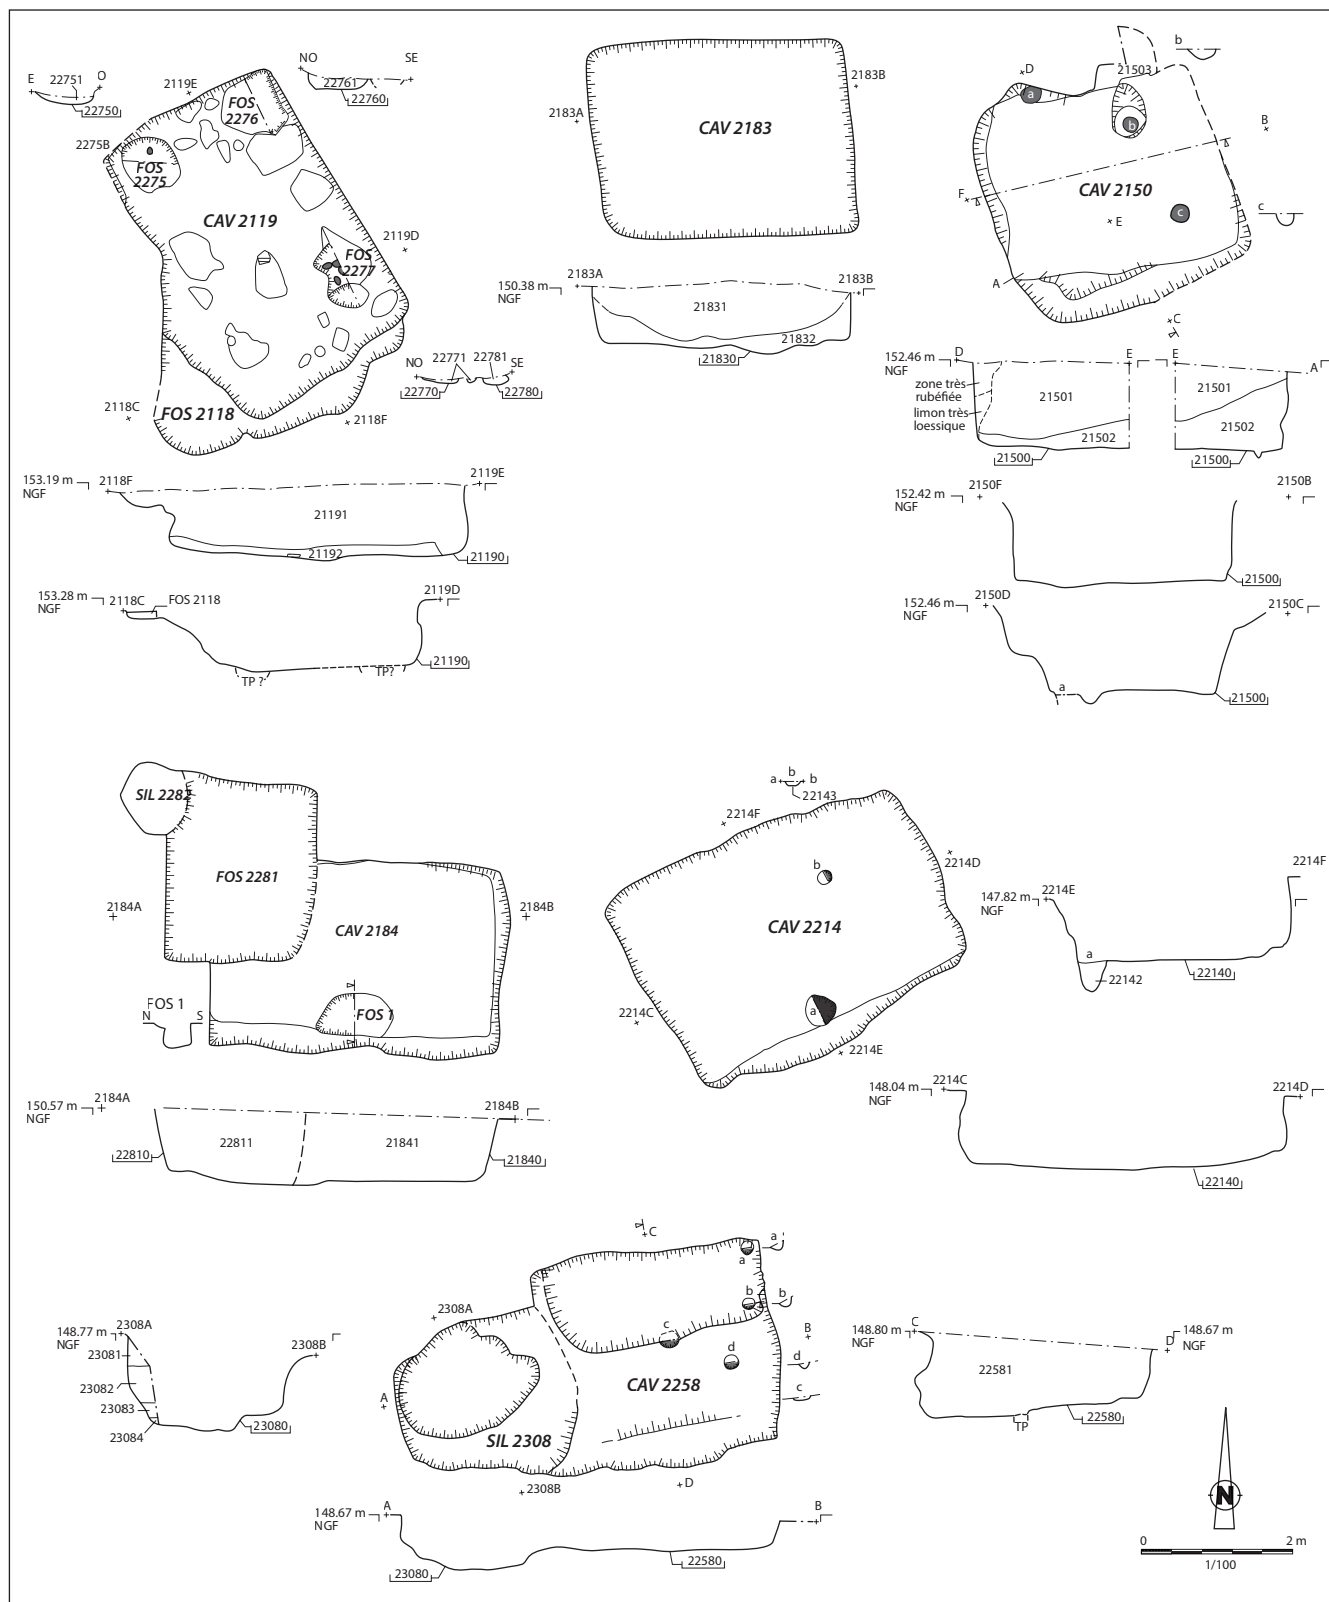 E
22751
O
22750
2119E
NO
22761
SE
22760
FOS
2276
2275B
FOS
2275
CAV 2119
2119D
FOS
2277
2118C
FOS 2118
2118F
NO
22771
22781
SE
22770
22780
153.19 m
NGF
2118F
2119E
21191
21192
21190
153.28 m
NGF
2118C
FOS 2118
2119D
21190
TP ?
TP?
2183A
2183B
CAV 2183
150.38 m
NGF
2183A
2183B
21831
21832
21830
D
a
21503
b
b
B
F
CAV 2150
E
c
c
A
C
152.46 m
NGF
D
E
E
A
zone très
rubéfiée
limon très
loessique
21501
21502
21500
21501
21502
21500
152.42 m
NGF
2150F
2150B
21500
152.46 m
NGF
2150D
2150C
a
21500
SIL 2282
FOS 2281
2184A
CAV 2184
2184B
FOS 1
N
S
FOS 1
150.57 m
NGF
2184A
2184B
22811
21841
22810
21840
a
b
b
22143
2214F
2214D
b
CAV 2214
2214C
a
2214E
147.82 m
NGF
2214E
2214F
a
22142
22140
148.04 m
NGF
2214C
2214D
22140
C
a
a
b
b
c
d
B
d
c
2308A
A
CAV 2258
SIL 2308
2308B
D
2308A
148.77 m
NGF
2308B
23081
23082
23083
23084
23080
148.80 m
NGF
C
D
148.67 m
NGF
22581
TP
22580
148.67 m
NGF
A
B
23080
22580
N
0
2 m
1/100